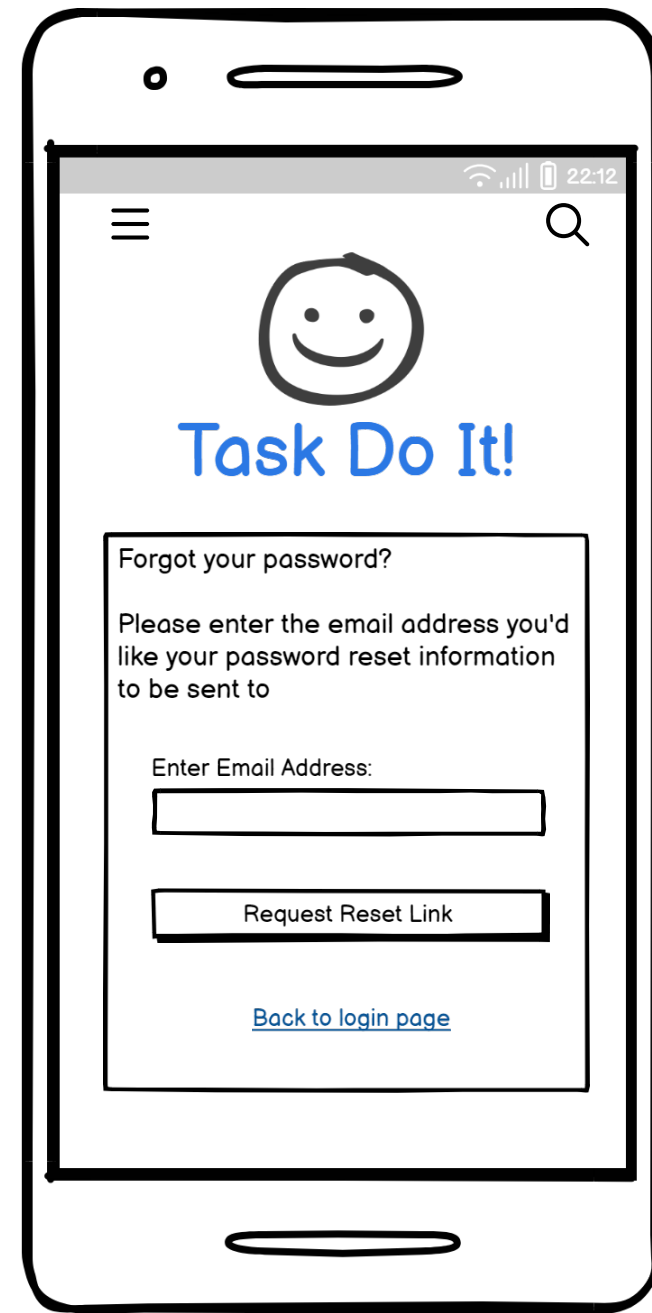 22:12
Task Do It!
Forgot your password?
Please enter the email address you'd
like your password reset information
to be sent to
Enter Email Address:
Request Reset Link
Back to login page